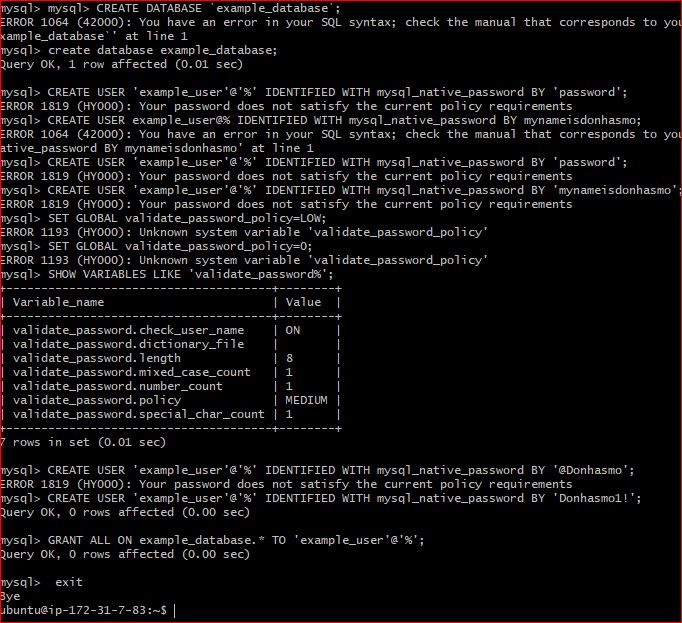 mysql> mysql> CREATE DATABASE `example_database`;
ERROR 1064 (42000): You have an error in your SQL syntax; check the manual that corresponds to you
example_database`' at line 1
mysql> create database example_database;
Query OK, 1 row affected (0.01 sec)
mysql> CREATE USER 'example_user'@'%' IDENTIFIED WITH mysql_native_password BY 'password';
ERROR 1819 (HY000): Your password does not satisfy the current policy requirements
mysql> CREATE USER example_user@% IDENTIFIED WITH mysql_native_password BY mynameisdonhasmo;
ERROR 1064 (42000): You have an error in your SQL syntax; check the manual that corresponds to you
native_password BY mynameisdonhasmo' at line 1
mysql> CREATE USER 'example_user'@'%' IDENTIFIED WITH mysql_native_password BY 'password';
ERROR 1819 (HY000): Your password does not satisfy the current policy requirements
mysql> CREATE USER 'example_user'@'%' IDENTIFIED WITH mysql_native_password BY 'mynameisdonhasmo';
ERROR 1819 (HY000): Your password does not satisfy the current policy requirements
mysql> SET GLOBAL validate_password_policy=LOW;
ERROR 1193 (HY000): Unknown system variable 'validate_password_policy'
mysql> SET GLOBAL validate_password_policy=0;
ERROR 1193 (HY000): Unknown system variable 'validate_password_policy'
mysql> SHOW VARIABLES LIKE 'validate_password%';
+--------------------------------------+--------+
| Variable_name | Value |
+--------------------------------------+--------+
| validate_password.check_user_name | ON |
| validate_password.dictionary_file | |
| validate_password.length | 8 |
| validate_password.mixed_case_count | 1 |
| validate_password.number_count | 1 |
| validate_password.policy | MEDIUM |
| validate_password.special_char_count | 1 |
+--------------------------------------+--------+
7 rows in set (0.01 sec)
mysql> CREATE USER 'example_user'@'%' IDENTIFIED WITH mysql_native_password BY '@Donhasmo';
ERROR 1819 (HY000): Your password does not satisfy the current policy requirements
mysql> CREATE USER 'example_user'@'%' IDENTIFIED WITH mysql_native_password BY 'Donhasmo1!';
Query OK, 0 rows affected (0.00 sec)
mysql> GRANT ALL ON example_database.* TO 'example_user'@'%';
Query OK, 0 rows affected (0.00 sec)
mysql>  exit
Bye
ubuntu@ip-172-31-7-83:~$